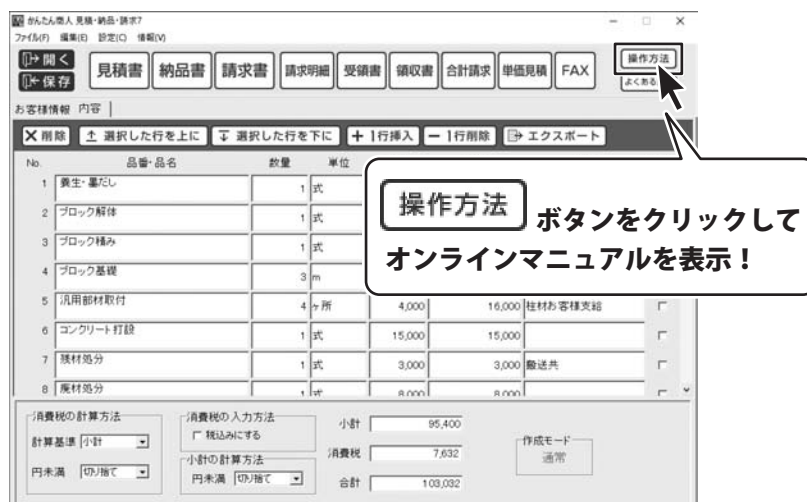 かんたん商人 見積・納品・請求7
ファイル(F) 編集(E) 設定(C) 情報(V)
開く
保存
見積書 納品書 請求書 請求明細 受領書 領収書 合計請求 単価見積 FAX
操作方法
よくある
お客様情報 内容
削除 選択した行を上に 選択した行を下に 1行挿入 1行削除 エクスポート
No. 品番・品名 数量 単位
1 養生・墨だし 1 式
2 ブロック解体 1 式
3 ブロック積み 1 式
4 ブロック基礎 3 m
5 汎用部材取付 4 ヶ所 4,000 16,000 柱材お客様支給
6 コンクリート打設 1 式 15,000 15,000
7 残材処分 1 式 3,000 3,000 搬送共
8 廃材処分 1 式 8,000 8,000
操作方法 ボタンをクリックして
オンラインマニュアルを表示！
消費税の計算方法
計算基準 小計
円未満 切り捨て
消費税の入力方法
税込みにする
小計の計算方法
円未満 切り捨て
小計 95,400
消費税 7,632
合計 103,032
作成モード
通常